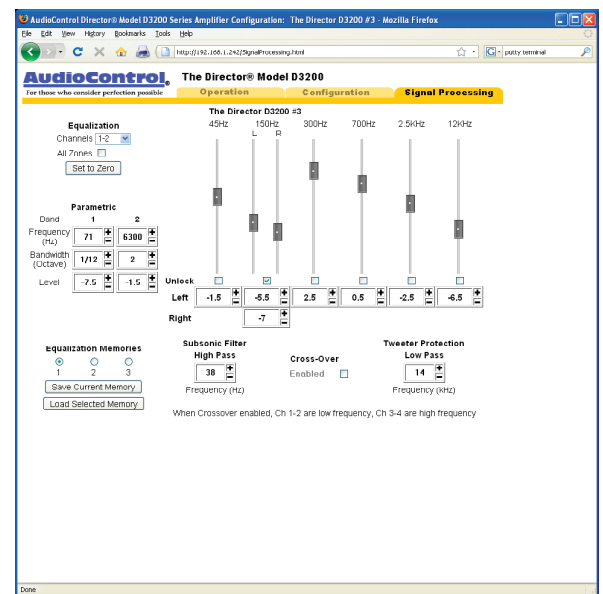 AudioControl Director® Model D3200 Series Amplifier Configuration: The Director D3200 #3 - Mozilla Firefox
File Edit View History Bookmarks Tools Help
http://192.168.1.242/SignalProcessing.html
G putty terminal
AudioControl®
For those who consider perfection possible
The Director® Model D3200
Operation Configuration Signal Processing
The Director D3200 #3
Equalization
Channels 1-2
All Zones
Set to Zero
45Hz 150Hz 300Hz 700Hz 2.5KHz 12KHz
L R
Parametric
Band 1 2
Frequency (Hz) 71 + - 6300 + -
Bandwidth (Octave) 1/12 + - 2 + -
Level -7.5 + - -1.5 + -
Unlock
Left -1.5 + - -5.5 + - 2.5 + - 0.5 + - -2.5 + - -6.5 + -
Right -7 + -
Equalization Memories
1 2 3
Save Current Memory
Load Selected Memory
Subsonic Filter
High Pass
38 + -
Frequency (Hz)
Cross-Over
Enabled
Tweeter Protection
Low Pass
14 + -
Frequency (kHz)
When Crossover enabled, Ch 1-2 are low frequency, Ch 3-4 are high frequency
Done